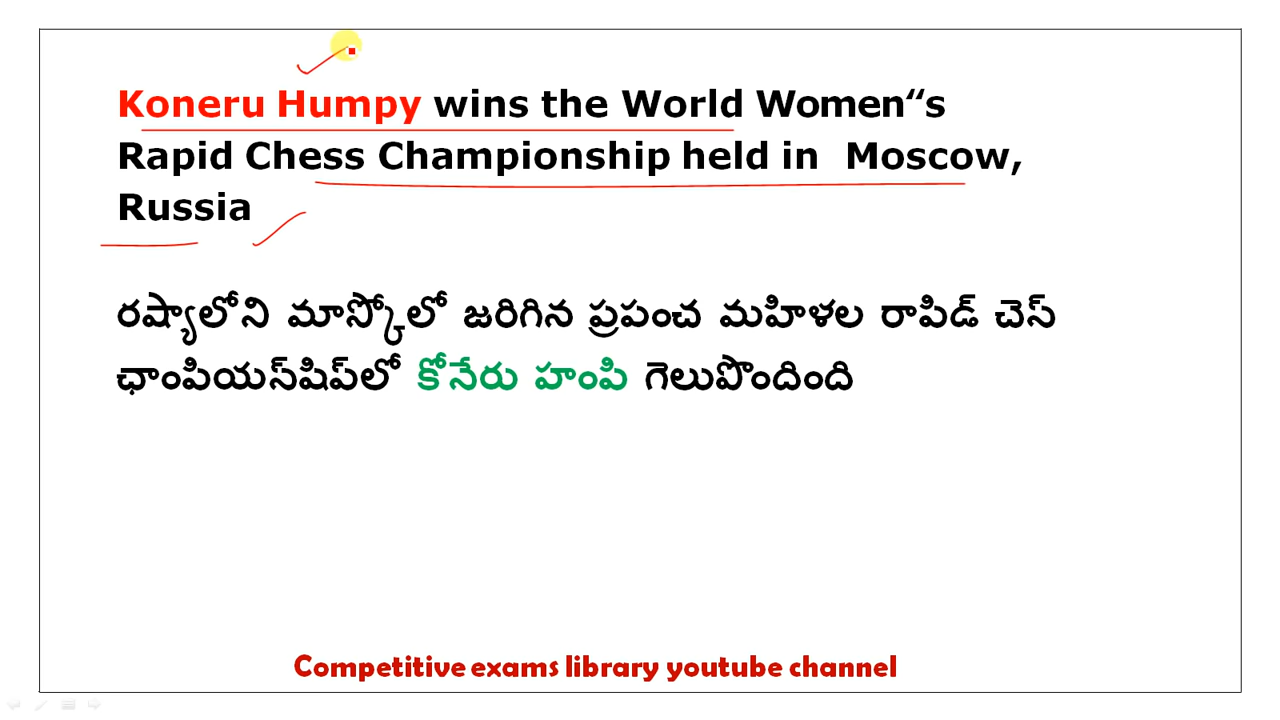 Koneru Humpy wins the World Women“s
Rapid Chess Championship held in Moscow,
Russia
రష్యాలోని మాస్కోలో జరిగిన ప్రపంచ మహిళల రాపిడ్ చెస్
ఛాంపియన్‌షిప్‌లో కోనేరు హంపి గెలుపొందింది
Competitive exams library youtube channel